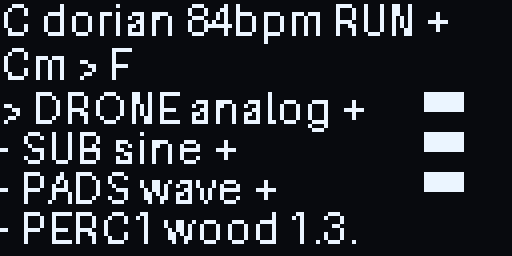 C dorian 84bpm RUN +
Cm > F
> DRONE analog +
- SUB sine +
- PADS wave +
- PERC1 wood 1.3.